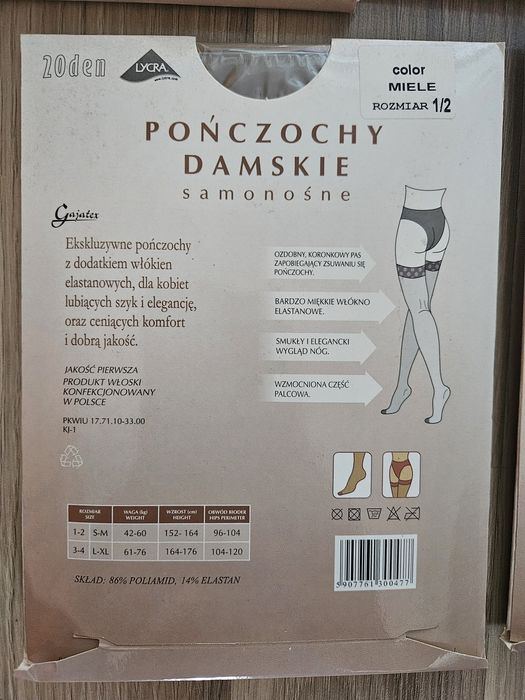 20den
LYCRA
color
MIELE
ROZMIAR 1/2
POŃCZOCHY
DAMSKIE
samonośne
Gajatex
Ekskluzywne pończochy
z dodatkiem włókien
elastanowych, dla kobiet
lubiących szyk i elegancję,
oraz ceniących komfort
i dobrą jakość.
JAKOŚĆ PIERWSZA
PRODUKT WŁOSKI
KONFEKCJONOWANY
W POLSCE
PKWIU 17.71.10-33.00
KJ-1
OZDOBNY, KORONKOWY PAS
ZAPOBIEGAJĄCY ZSUWANIU SIĘ
POŃCZOCHY.
BARDZO MIĘKKIE WŁÓKNO
ELASTANOWE.
SMUKŁY I ELEGANCKI
WYGLĄD NÓG.
WZMOCNIONA CZĘŚĆ
PALCOWA.
ROZMIAR SIZE WAGA (kg) WEIGHT WZROST (cm) HEIGHT OBWÓD BIODER HIPS PERIMETER
1-2 S-M 42-60 152- 164 96-104
3-4 L-XL 61-76 164-176 104-120
SKŁAD: 86% POLIAMID, 14% ELASTAN
5907761300477